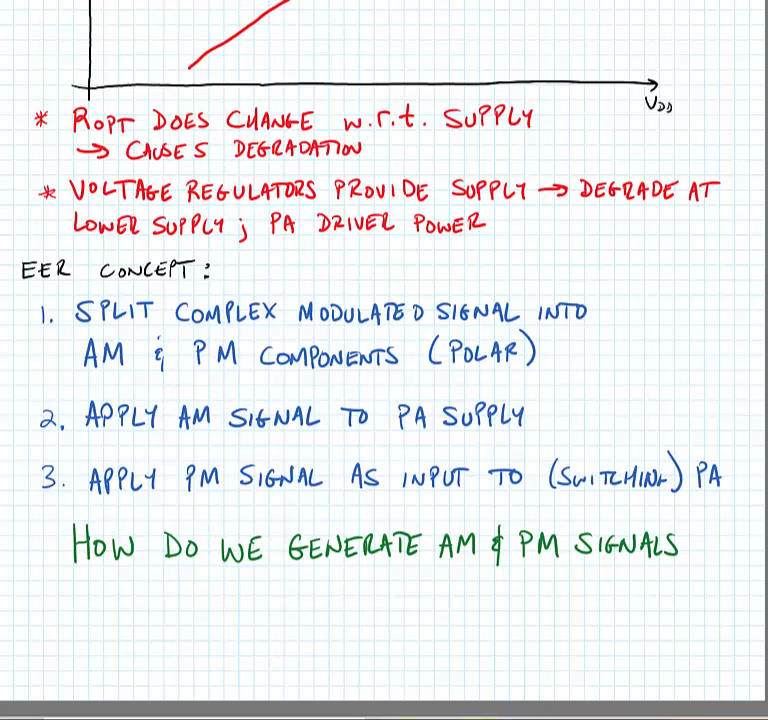 VDD
* ROPT DOES CHANGE w.r.t. SUPPLY
→ CAUSES DEGRADATION
* VOLTAGE REGULATORS PROVIDE SUPPLY → DEGRADE AT
LOWER SUPPLY ; PA DRIVER POWER
EER CONCEPT:
1. SPLIT COMPLEX MODULATED SIGNAL INTO
AM & PM COMPONENTS (POLAR)
2. APPLY AM SIGNAL TO PA SUPPLY
3. APPLY PM SIGNAL AS INPUT TO (SWITCHING) PA
HOW DO WE GENERATE AM & PM SIGNALS